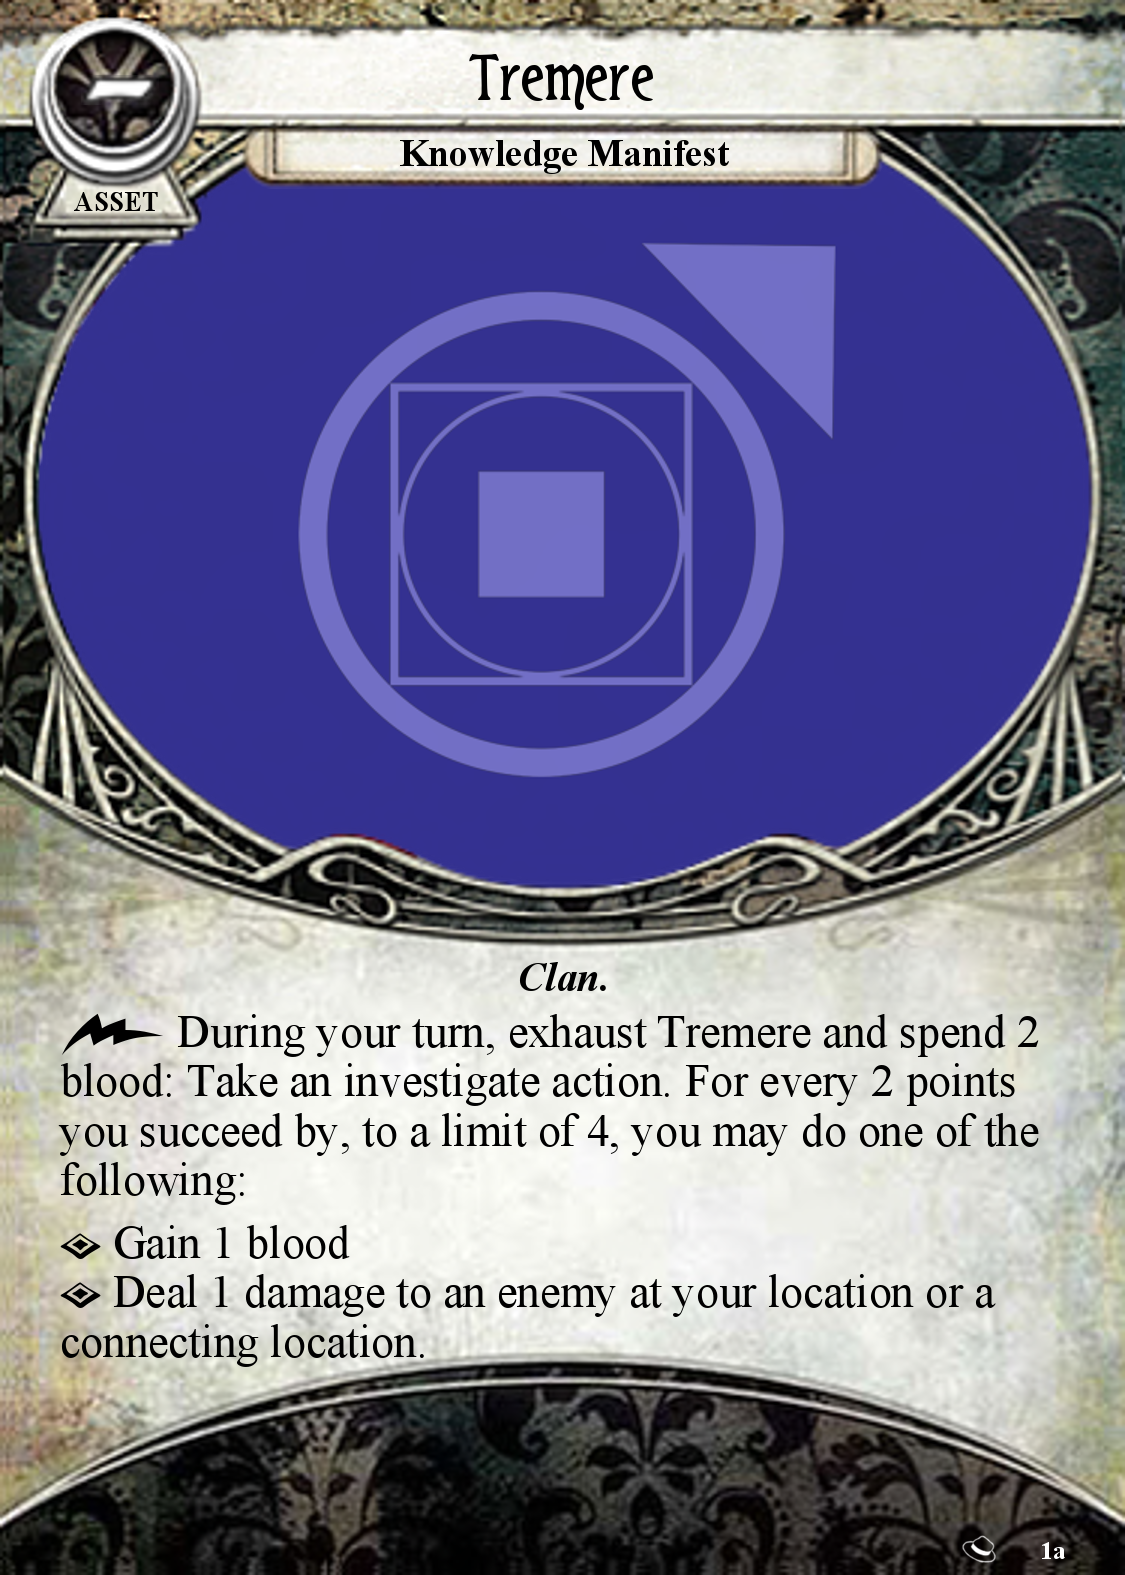 Tremere
Knowledge Manifest
ASSET
Clan.
During your turn, exhaust Tremere and spend 2
blood: Take an investigate action. For every 2 points
you succeed by, to a limit of 4, you may do one of the
following:
Gain 1 blood
Deal 1 damage to an enemy at your location or a
connecting location.
1a